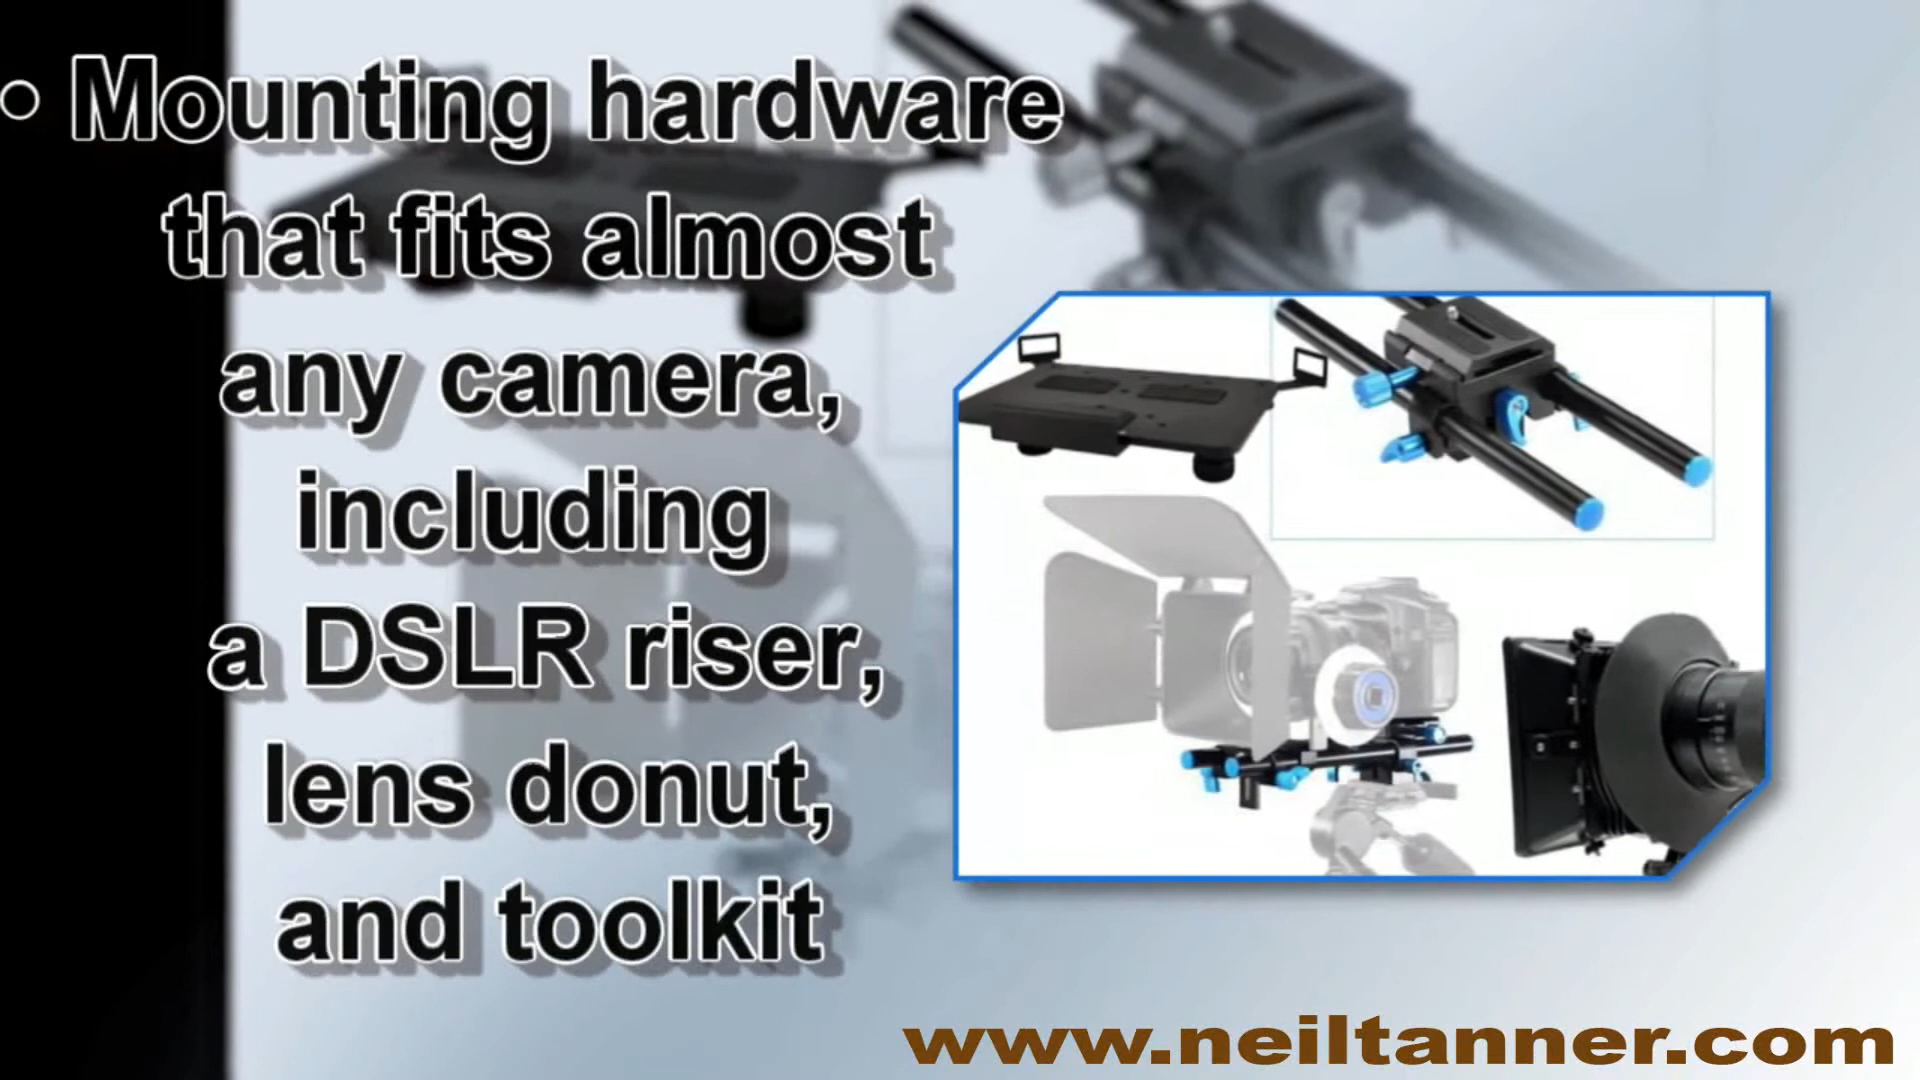 • Mounting hardware
that fits almost
any camera,
including
a DSLR riser,
lens donut,
and toolkit
www.neiltanner.com